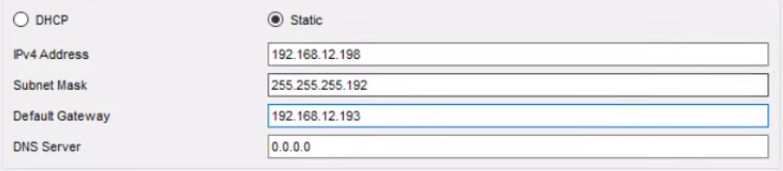 DHCP Static
IPv4 Address 192.168.12.198
Subnet Mask 255.255.255.192
Default Gateway 192.168.12.193
DNS Server 0.0.0.0